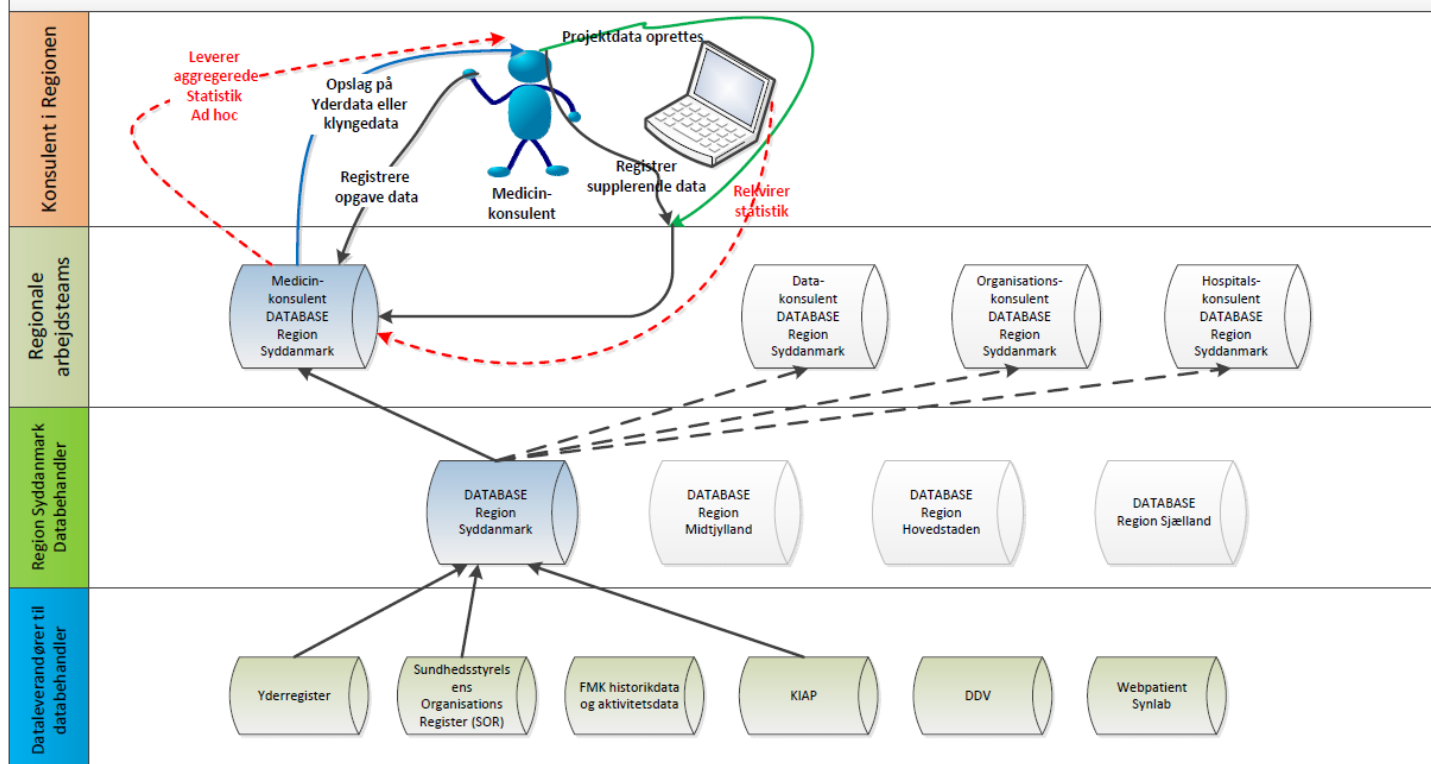 Konsulent i Regionen
Leverer
aggregerede
Statistik
Ad hoc
Opslag på
Yderdata eller
klyngedata
Projektdata oprettes
Registrere
opgave data
Medicin-
konsulent
Registrer
supplerende data
Rekvirer
statistik
Regionale
arbejdsteams
Medicin-
konsulent
DATABASE
Region
Syddanmark
Data-
konsulent
DATABASE
Region
Syddanmark
Organisations-
konsulent
DATABASE
Region
Syddanmark
Hospitals-
konsulent
DATABASE
Region
Syddanmark
Region Syddanmark
Databehandler
DATABASE
Region
Syddanmark
DATABASE
Region
Midtjylland
DATABASE
Region
Hovedstaden
DATABASE
Region Sjælland
Dataleverandører til
databehandler
Yderregister
Sundhedsstyrels
ens
Organisations
Register (SOR)
FMK historikdata
og aktivitetsdata
KIAP
DDV
Webpatient
Synlab